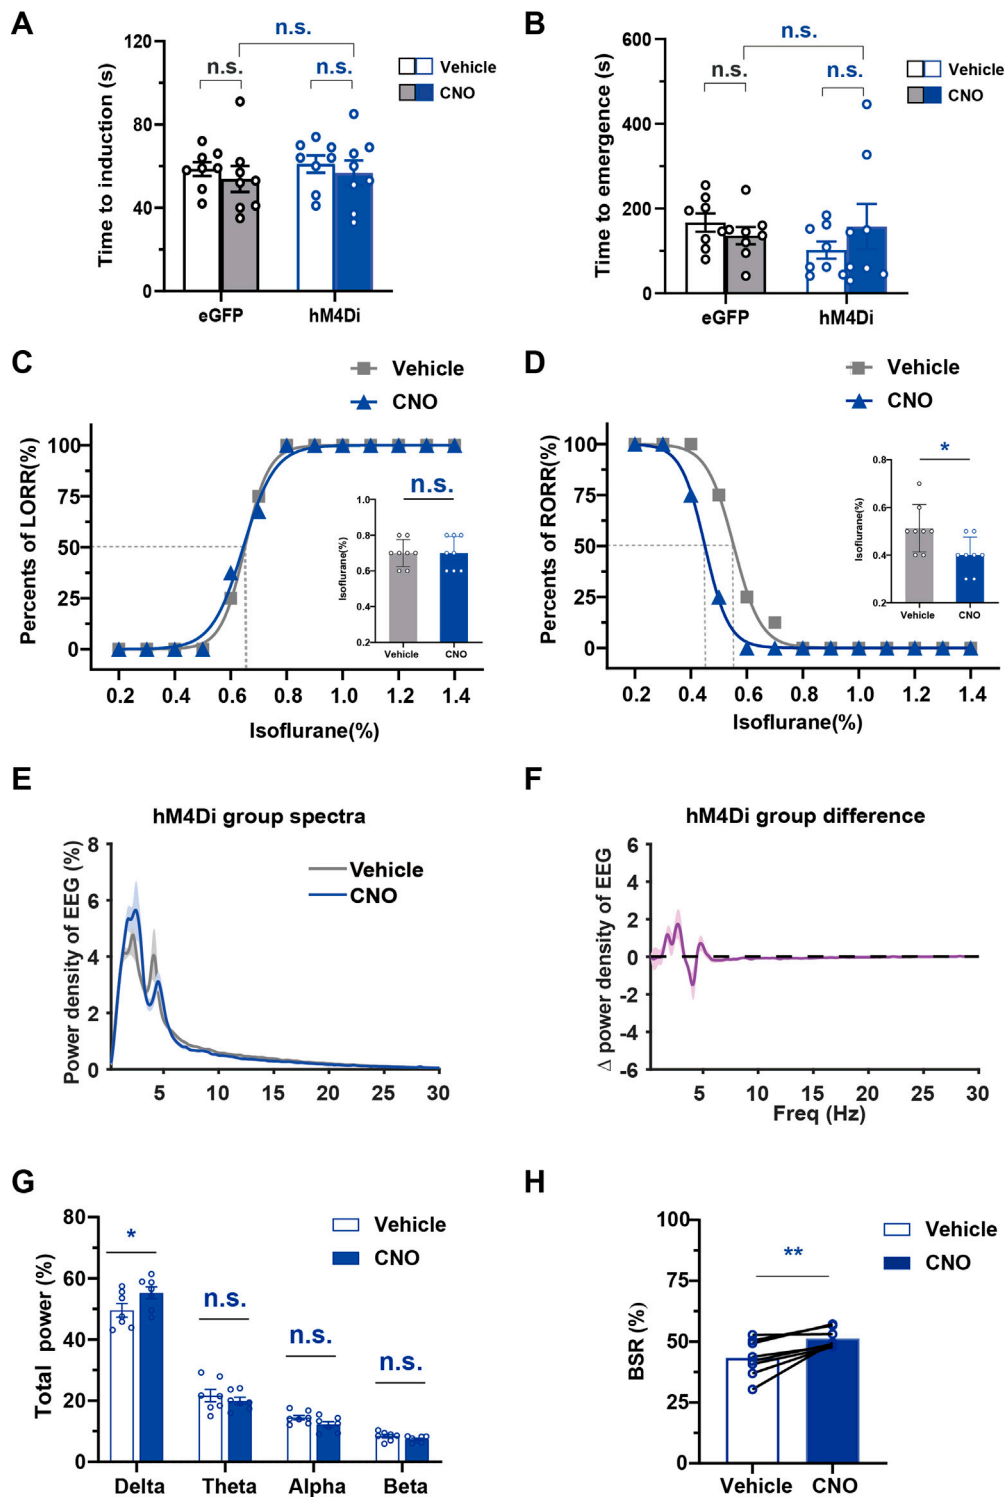 A
n.s.
n.s.
n.s.
Vehicle
CNO
Time to induction (s)
120
80
40
0
eGFP
hM4Di
B
n.s.
n.s.
n.s.
Vehicle
CNO
Time to emergence (s)
600
400
200
0
eGFP
hM4Di
C
Vehicle
CNO
Percents of LORR(%)
100
75
50
25
0
0.2 0.4 0.6 0.8 1.0 1.2 1.4
Isoflurane(%)
n.s.
Isoflurane(%)
1.0
0.8
0.6
0.4
0.2
Vehicle CNO
D
Vehicle
CNO
Percents of RORR(%)
100
75
50
25
0
0.2 0.4 0.6 0.8 1.0 1.2 1.4
Isoflurane(%)
*
Isoflurane(%)
0.8
0.6
0.4
0.2
Vehicle CNO
E
hM4Di group spectra
Vehicle
CNO
Power density of EEG (%)
8
6
4
2
0
5 10 15 20 25 30
F
hM4Di group difference
Δ power density of EEG
6
4
2
0
-2
-4
-6
5 10 15 20 25 30
Freq (Hz)
G
Vehicle
CNO
Total power (%)
80
60
40
20
0
*
n.s.
n.s.
n.s.
Delta Theta Alpha Beta
H
Vehicle
CNO
BSR (%)
100
75
50
25
0
**
Vehicle CNO